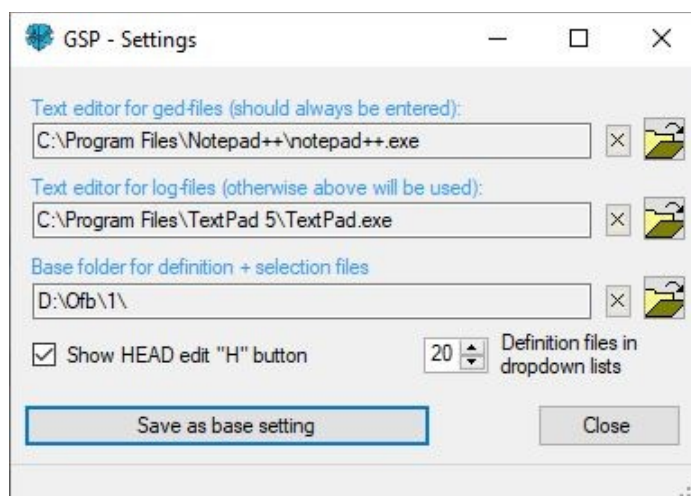 GSP - Settings
Text editor for ged-files (should always be entered):
C:\Program Files\Notepad++\notepad++.exe
Text editor for log-files (otherwise above will be used):
C:\Program Files\TextPad 5\TextPad.exe
Base folder for definition + selection files
D:\Ofb\1\
Show HEAD edit "H" button
20
Definition files in
dropdown lists
Save as base setting
Close